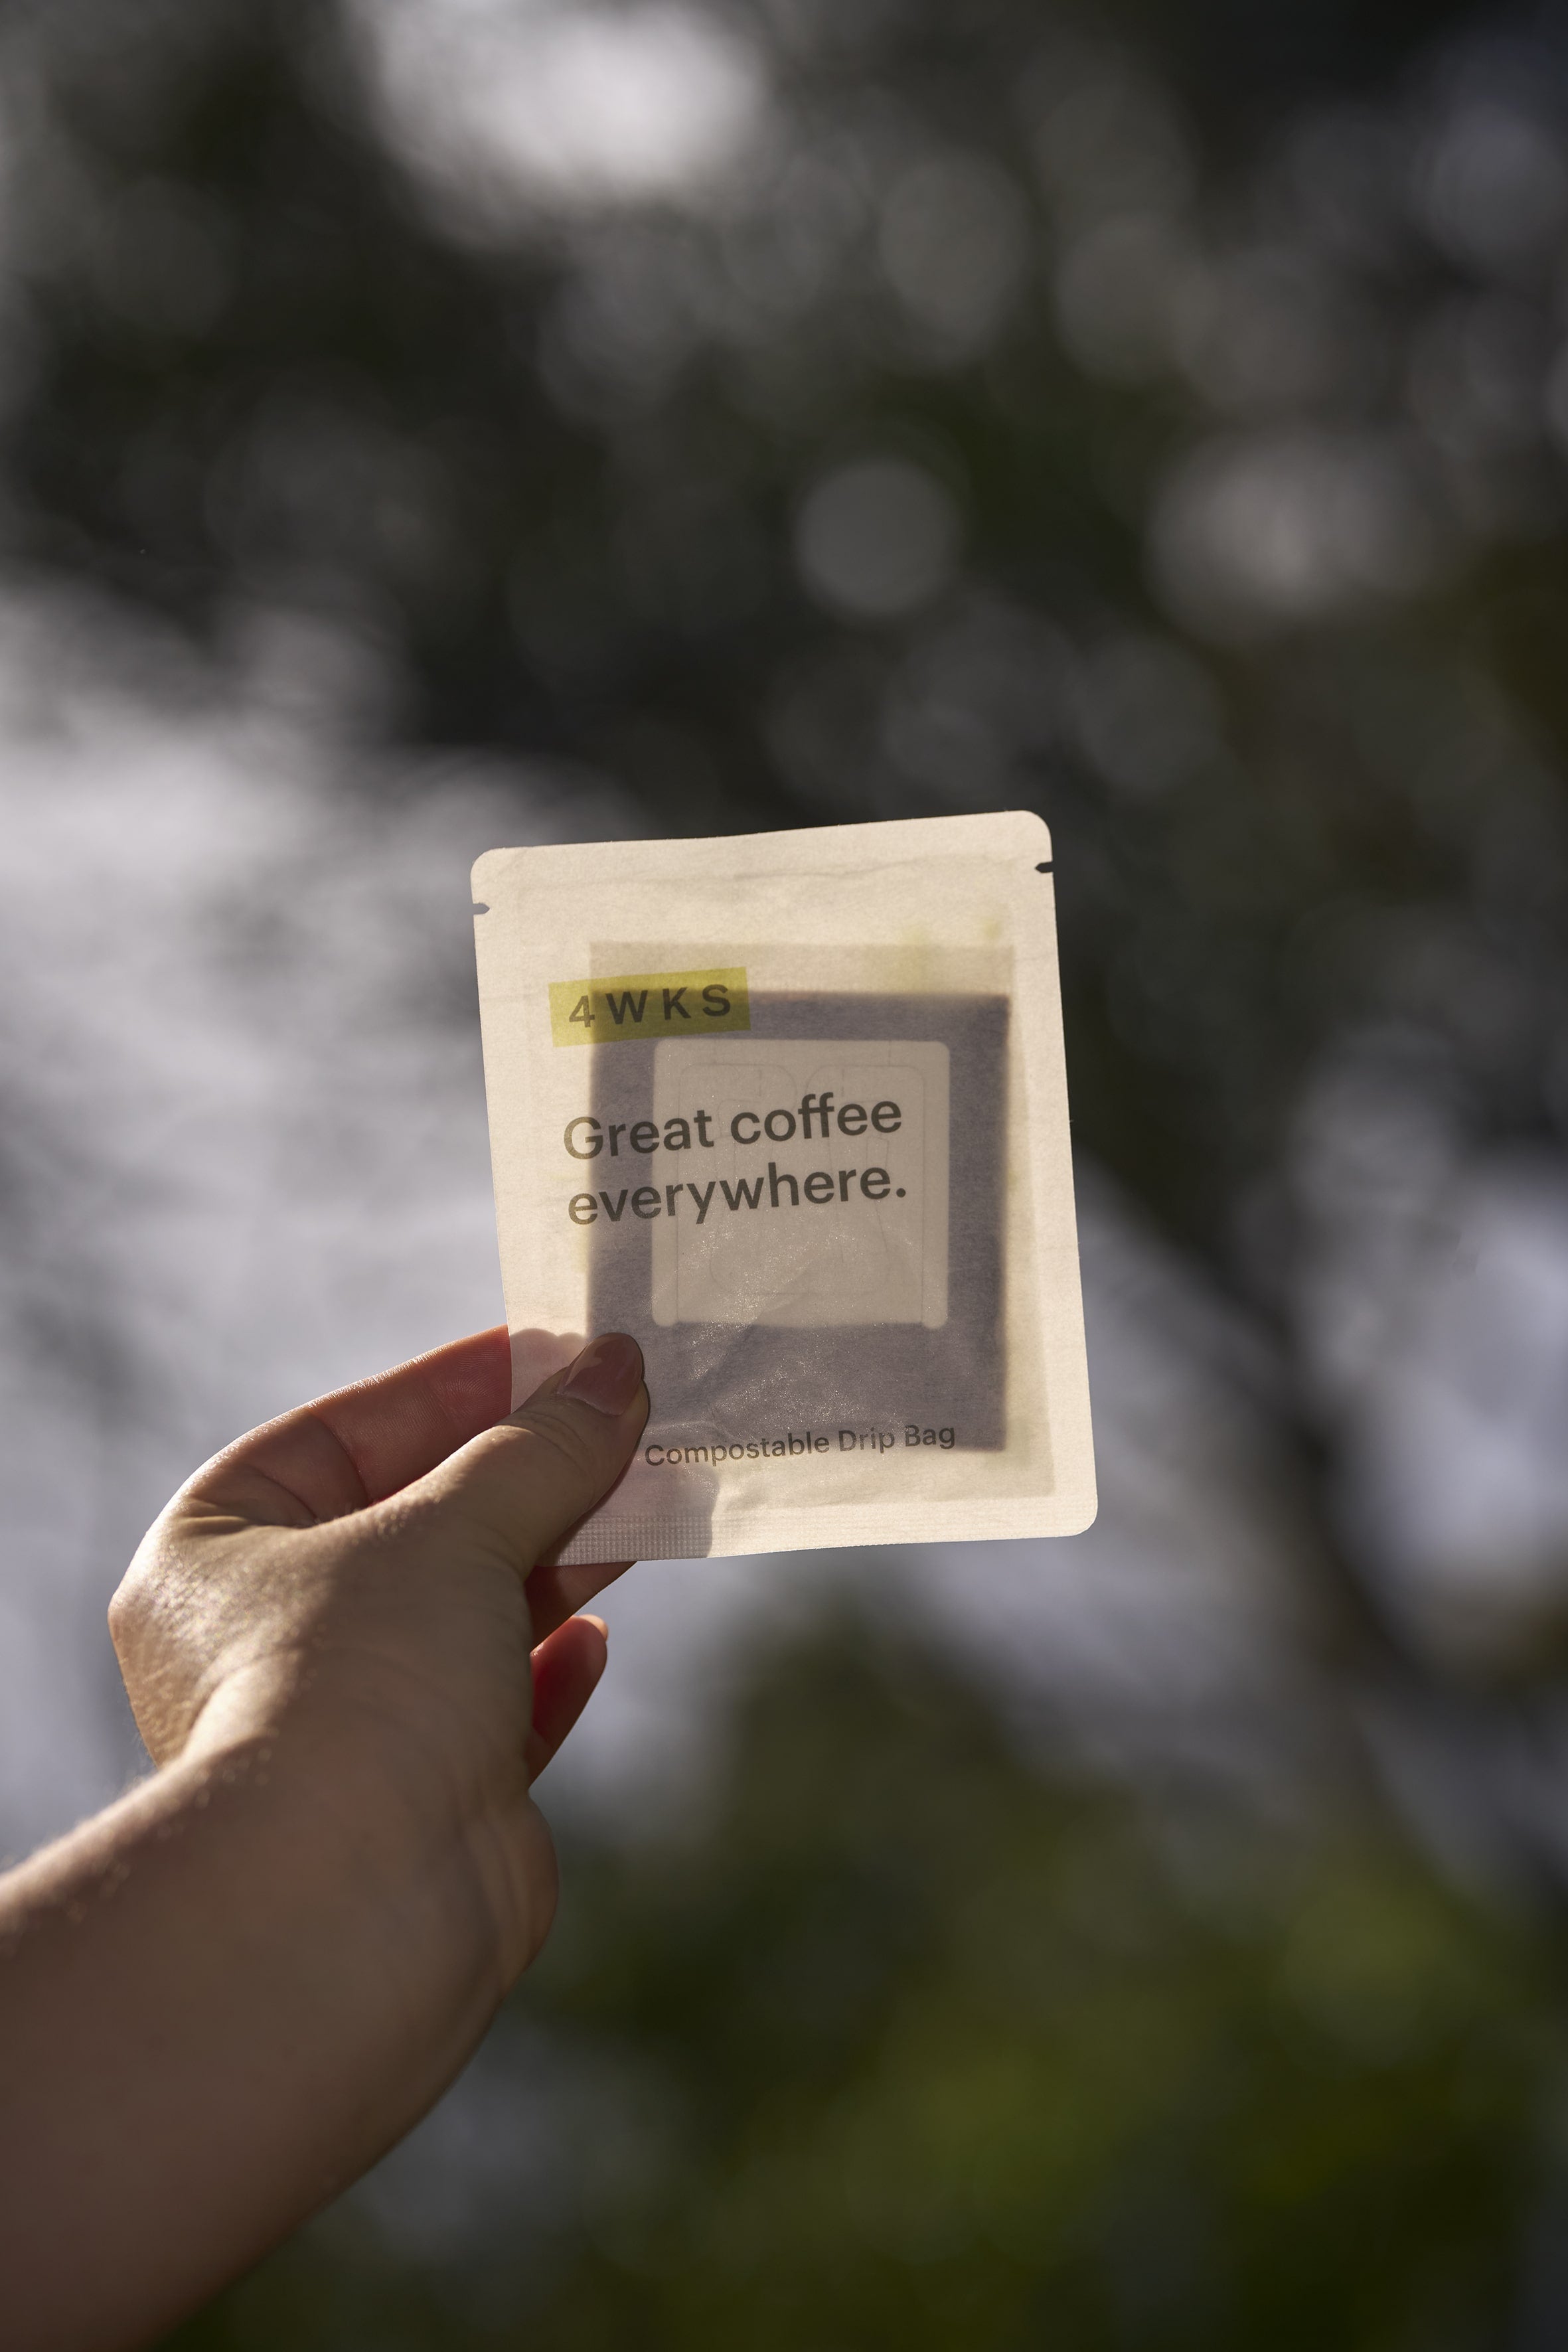 4WKS
Great coffee
everywhere.
Compostable Drip Bag